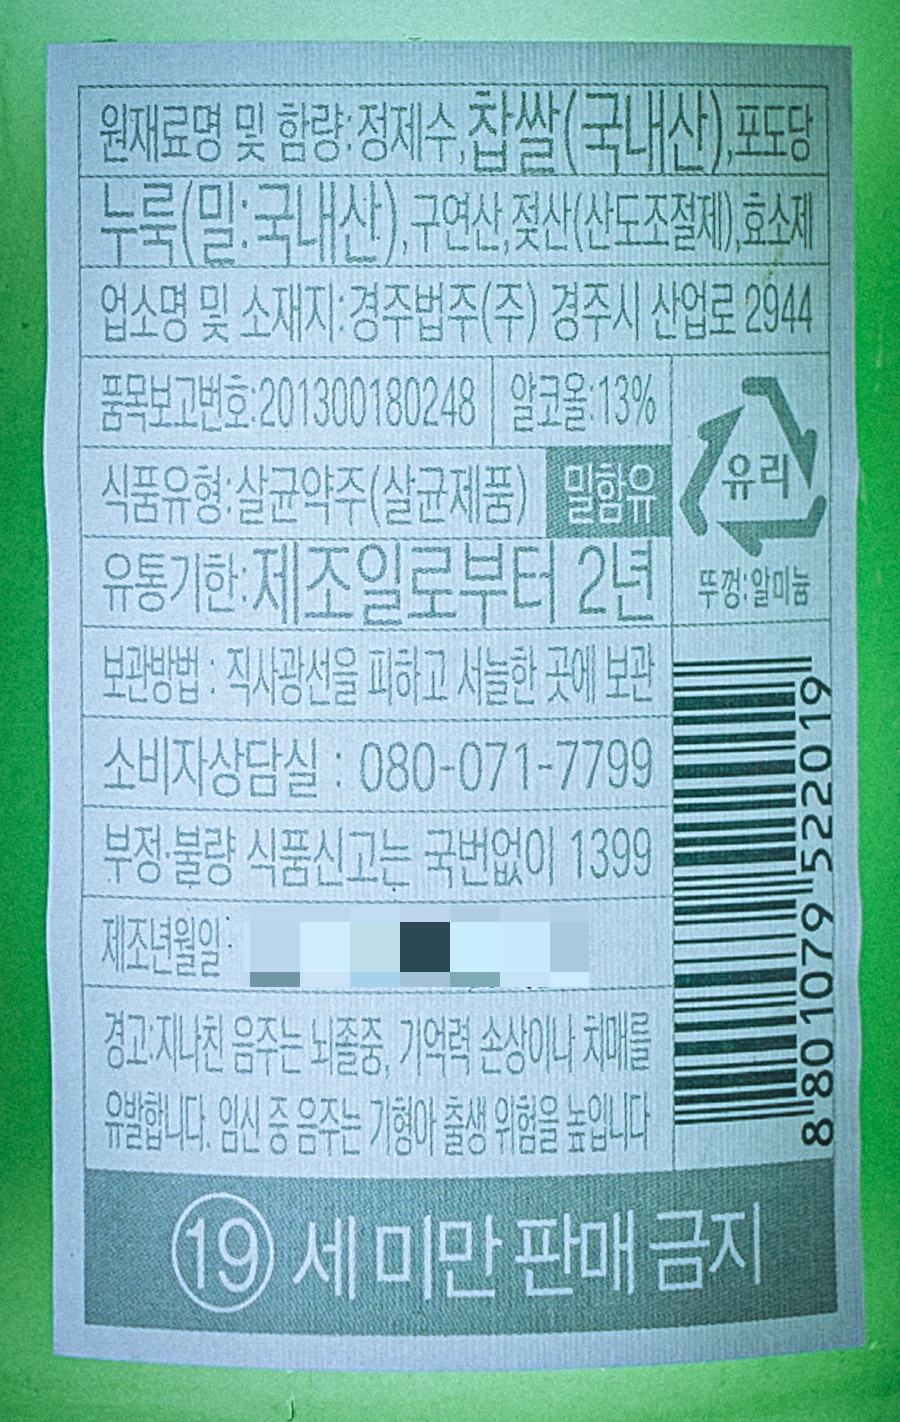 원재료명 및 함량:정제수,찹쌀(국내산),포도당
누룩(밀:국내산),구연산,젖산(산도조절제),효소제
업소명 및 소재지:경주법주(주) 경주시 산업로 2944
품목보고번호:201300180248 알코올:13%
식품유형:살균약주(살균제품) 밀함유
유리
뚜껑:알미늄
유통기한:제조일로부터 2년
보관방법 : 직사광선을 피하고 서늘한 곳에 보관
소비자상담실 : 080-071-7799
부정·불량 식품신고는 국번없이 1399
제조년월일:
경고:지나친 음주는 뇌졸중, 기억력 손상이나 치매를
유발합니다. 임신 중 음주는 기형아 출생 위험을 높입니다
8 801079 522019
19 세 미만 판매 금지